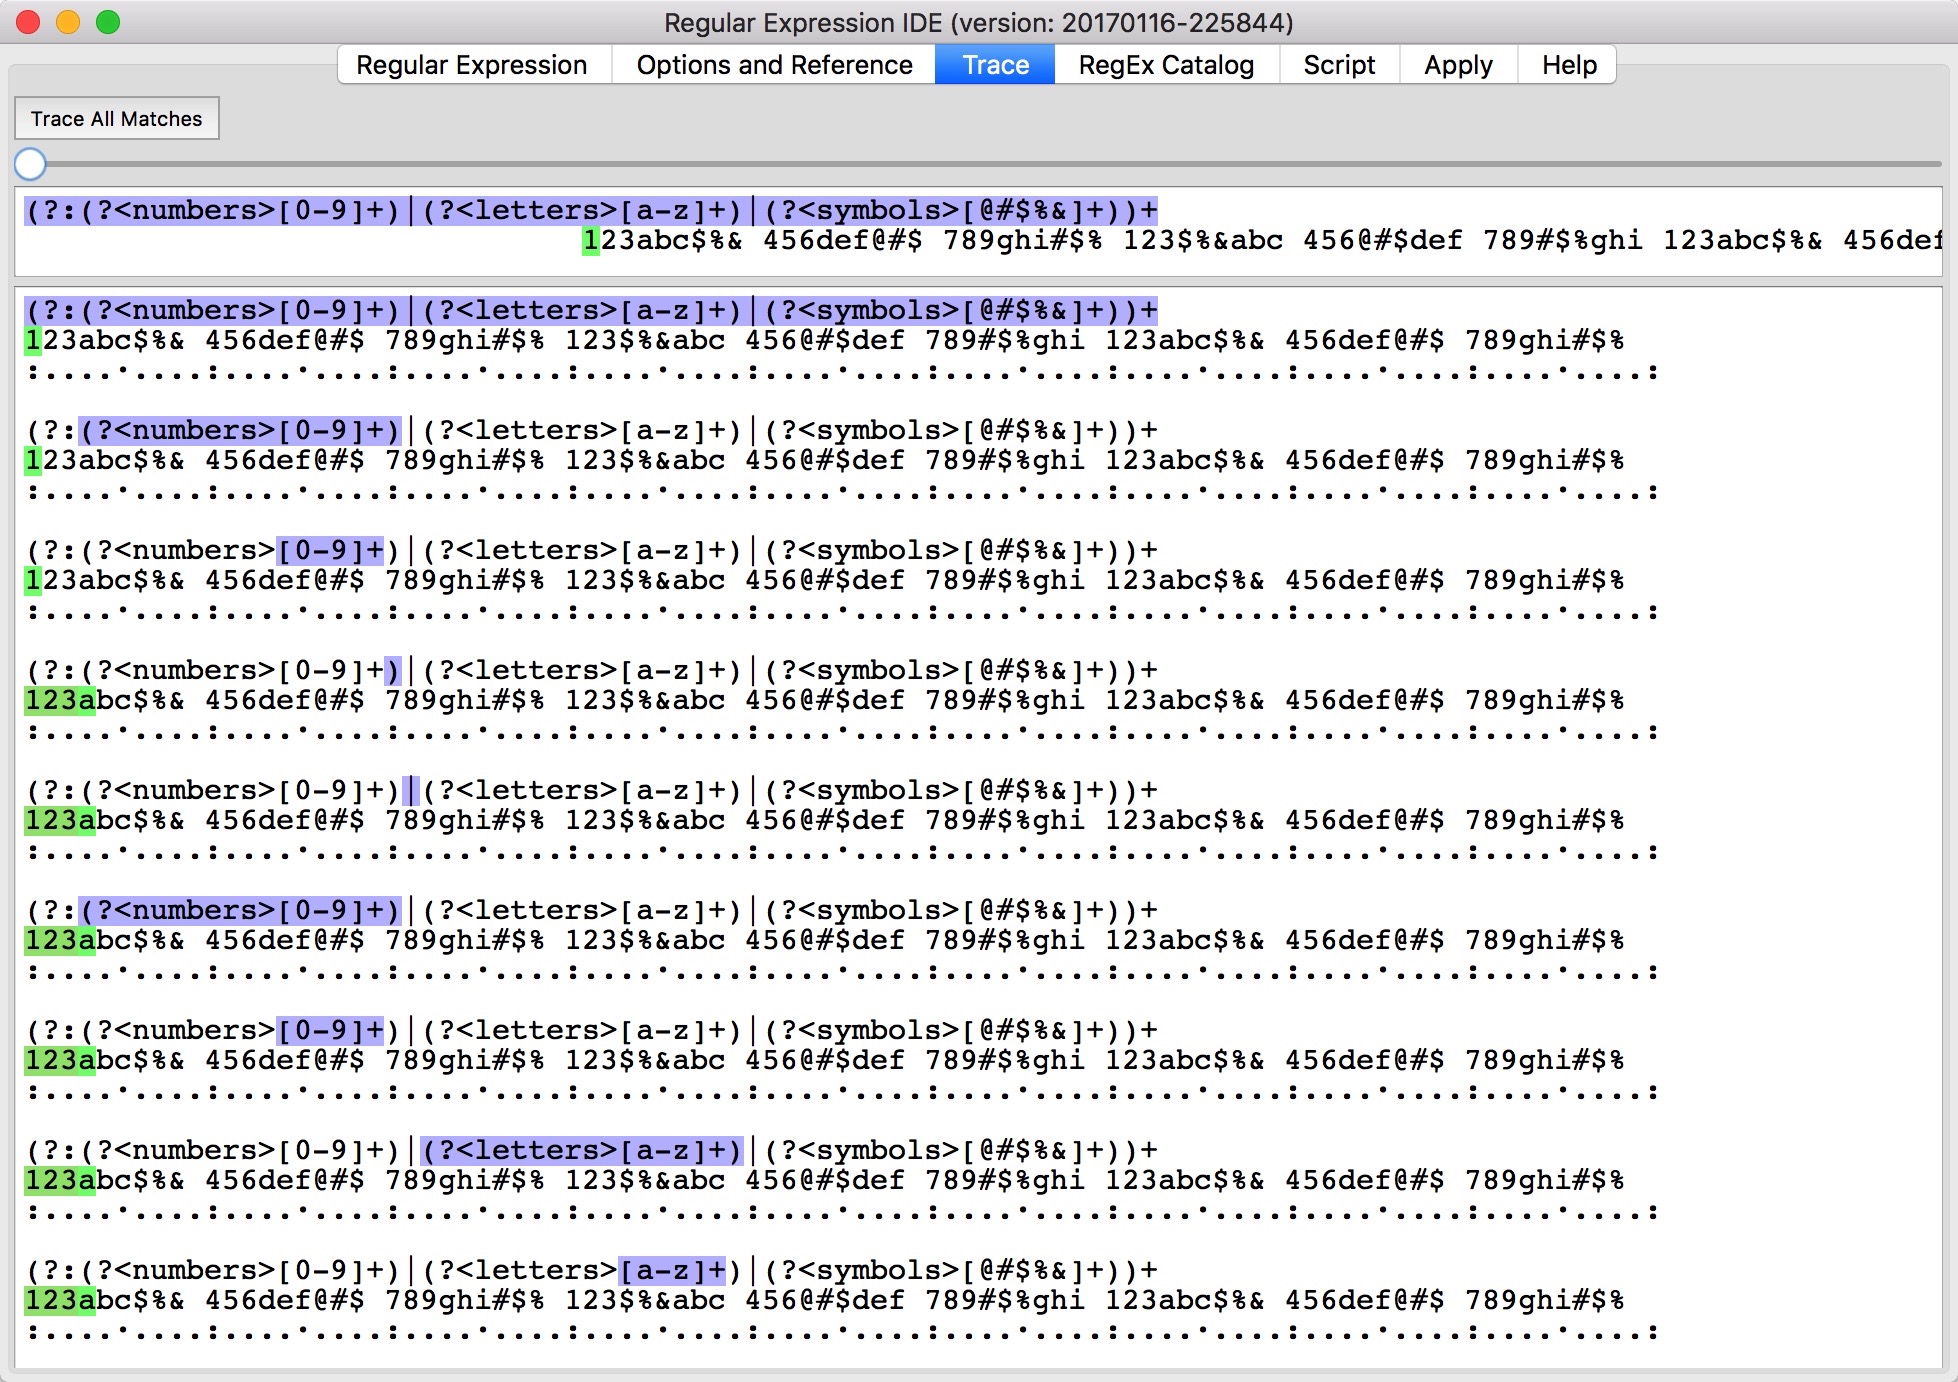 Regular Expression IDE (version: 20170116-225844)
Regular Expression Options and Reference Trace RegEx Catalog Script Apply Help
Trace All Matches
(?:(?<numbers>[0-9]+)|(?<letters>[a-z]+)|(?<symbols>[@#$%&]+))+
123abc$%& 456def@#$ 789ghi#$% 123$%&abc 456@#$def 789#$%ghi 123abc$%& 456def
(?:(?<numbers>[0-9]+)|(?<letters>[a-z]+)|(?<symbols>[@#$%&]+))+
123abc$%& 456def@#$ 789ghi#$% 123$%&abc 456@#$def 789#$%ghi 123abc$%& 456def@#$ 789ghi#$%
:....·....:....·....:....·....:....·....:....·....:....·....:....·....:....·....:....·....:
(?:(?<numbers>[0-9]+)|(?<letters>[a-z]+)|(?<symbols>[@#$%&]+))+
123abc$%& 456def@#$ 789ghi#$% 123$%&abc 456@#$def 789#$%ghi 123abc$%& 456def@#$ 789ghi#$%
:....·....:....·....:....·....:....·....:....·....:....·....:....·....:....·....:....·....:
(?:(?<numbers>[0-9]+)|(?<letters>[a-z]+)|(?<symbols>[@#$%&]+))+
123abc$%& 456def@#$ 789ghi#$% 123$%&abc 456@#$def 789#$%ghi 123abc$%& 456def@#$ 789ghi#$%
:....·....:....·....:....·....:....·....:....·....:....·....:....·....:....·....:....·....:
(?:(?<numbers>[0-9]+)|(?<letters>[a-z]+)|(?<symbols>[@#$%&]+))+
123abc$%& 456def@#$ 789ghi#$% 123$%&abc 456@#$def 789#$%ghi 123abc$%& 456def@#$ 789ghi#$%
:....·....:....·....:....·....:....·....:....·....:....·....:....·....:....·....:....·....:
(?:(?<numbers>[0-9]+)|(?<letters>[a-z]+)|(?<symbols>[@#$%&]+))+
123abc$%& 456def@#$ 789ghi#$% 123$%&abc 456@#$def 789#$%ghi 123abc$%& 456def@#$ 789ghi#$%
:....·....:....·....:....·....:....·....:....·....:....·....:....·....:....·....:....·....:
(?:(?<numbers>[0-9]+)|(?<letters>[a-z]+)|(?<symbols>[@#$%&]+))+
123abc$%& 456def@#$ 789ghi#$% 123$%&abc 456@#$def 789#$%ghi 123abc$%& 456def@#$ 789ghi#$%
:....·....:....·....:....·....:....·....:....·....:....·....:....·....:....·....:....·....:
(?:(?<numbers>[0-9]+)|(?<letters>[a-z]+)|(?<symbols>[@#$%&]+))+
123abc$%& 456def@#$ 789ghi#$% 123$%&abc 456@#$def 789#$%ghi 123abc$%& 456def@#$ 789ghi#$%
:....·....:....·....:....·....:....·....:....·....:....·....:....·....:....·....:....·....:
(?:(?<numbers>[0-9]+)|(?<letters>[a-z]+)|(?<symbols>[@#$%&]+))+
123abc$%& 456def@#$ 789ghi#$% 123$%&abc 456@#$def 789#$%ghi 123abc$%& 456def@#$ 789ghi#$%
:....·....:....·....:....·....:....·....:....·....:....·....:....·....:....·....:....·....:
(?:(?<numbers>[0-9]+)|(?<letters>[a-z]+)|(?<symbols>[@#$%&]+))+
123abc$%& 456def@#$ 789ghi#$% 123$%&abc 456@#$def 789#$%ghi 123abc$%& 456def@#$ 789ghi#$%
:....·....:....·....:....·....:....·....:....·....:....·....:....·....:....·....:....·....: